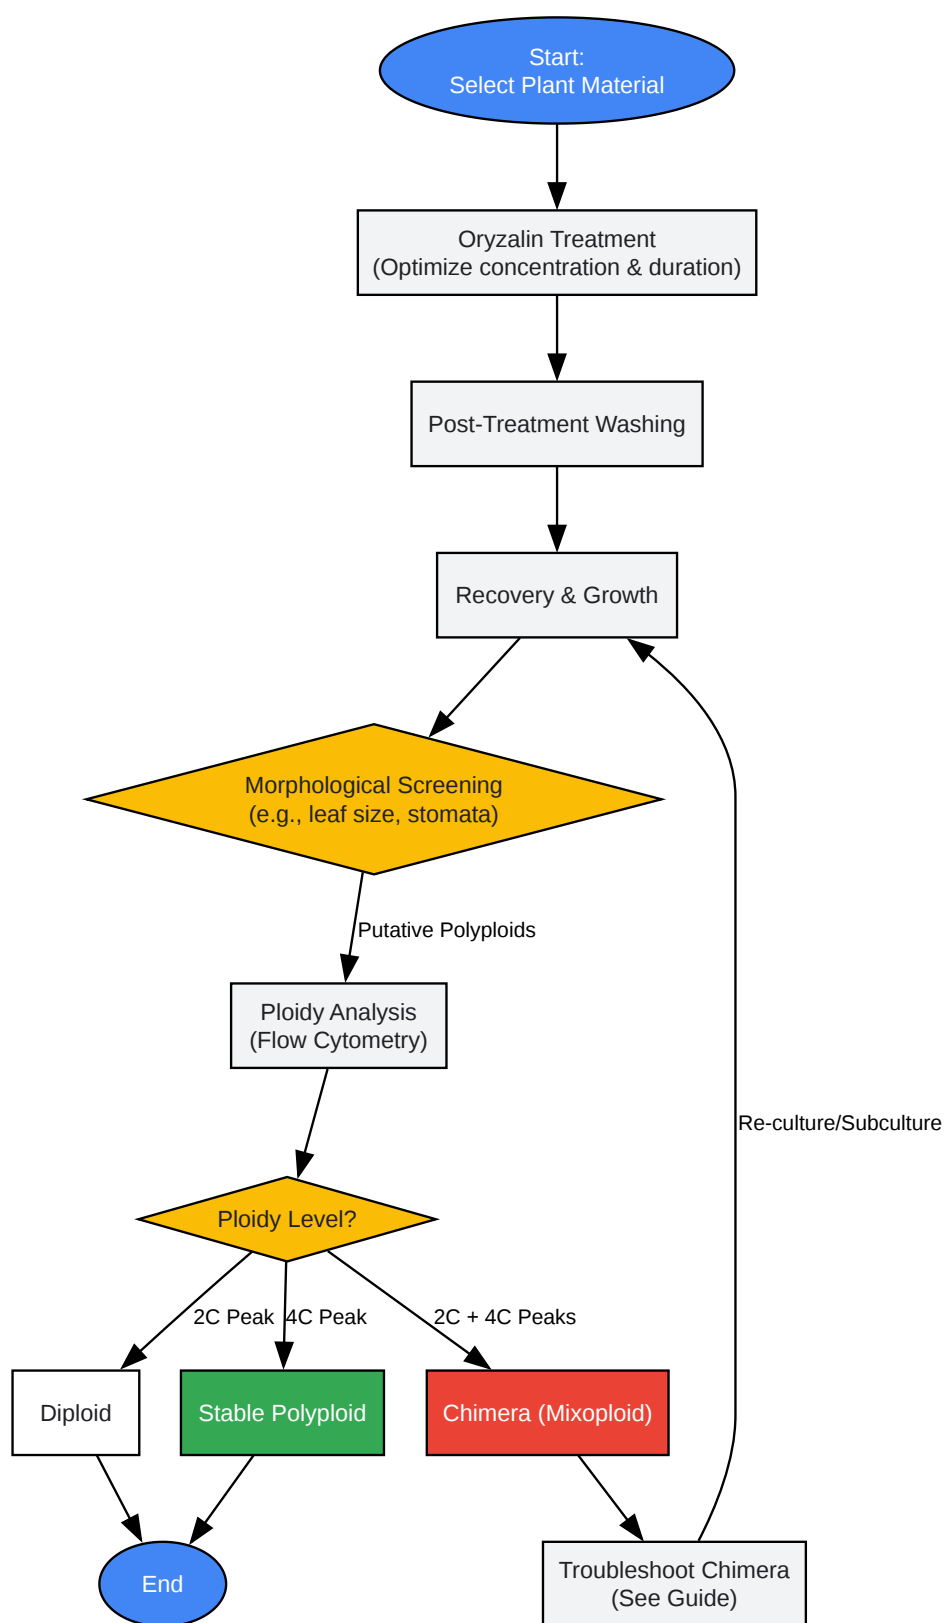 Start:
Select Plant Material
Oryzalin Treatment
(Optimize concentration & duration)
Post-Treatment Washing
Recovery & Growth
Morphological Screening
(e.g., leaf size, stomata)
Putative Polyploids
Ploidy Analysis
(Flow Cytometry)
Re-culture/Subculture
Ploidy Level?
2C Peak
4C Peak
2C + 4C Peaks
Diploid
Stable Polyploid
Chimera (Mixoploid)
End
Troubleshoot Chimera
(See Guide)